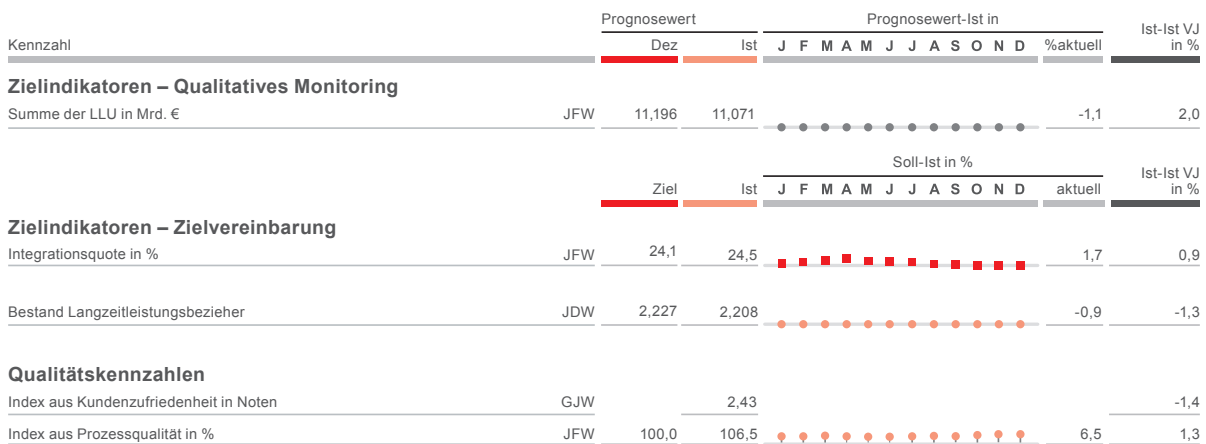 Prognosewert Prognosewert-Ist in Ist-Ist VJ
Kennzahl Dez Ist J F M A M J J A S O N D %aktuell in %
Zielindikatoren – Qualitatives Monitoring
Summe der LLU in Mrd. € JFW 11,196 11,071 -1,1 2,0
Soll-Ist in % Ist-Ist VJ
Ziel Ist J F M A M J J A S O N D aktuell in %
Zielindikatoren – Zielvereinbarung
Integrationsquote in % JFW 24,1 24,5 1,7 0,9
Bestand Langzeitleistungsbezieher JDW 2,227 2,208 -0,9 -1,3
Qualitätskennzahlen
Index aus Kundenzufriedenheit in Noten GJW 2,43 -1,4
Index aus Prozessqualität in % JFW 100,0 106,5 6,5 1,3